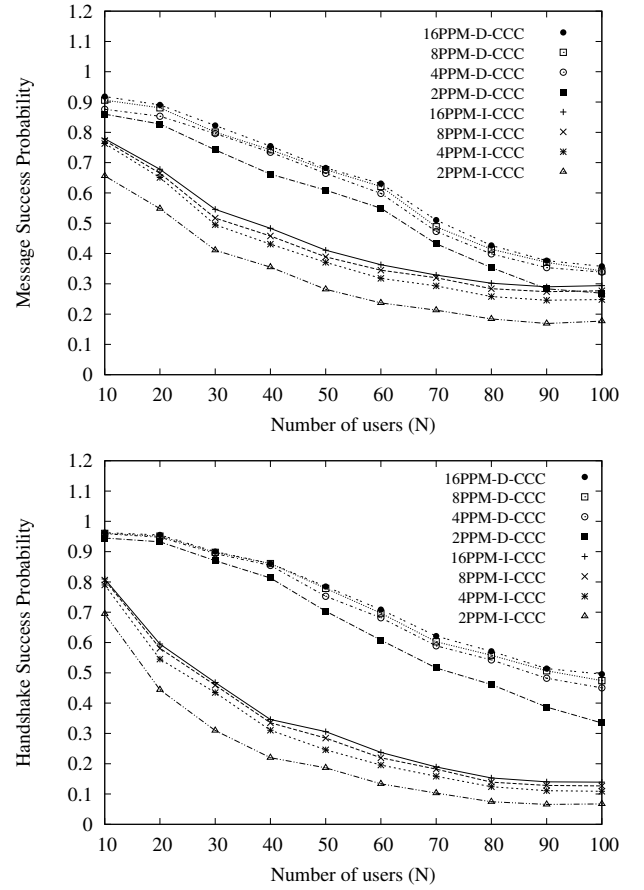 1.2
1.1
1
0.9
0.8
0.7
0.6
0.5
0.4
0.3
0.2
0.1
0
Message Success Probability
16PPM-D-CCC
8PPM-D-CCC
4PPM-D-CCC
2PPM-D-CCC
16PPM-I-CCC
8PPM-I-CCC
4PPM-I-CCC
2PPM-I-CCC
10 20 30 40 50 60 70 80 90 100
Number of users (N)
1.2
1.1
1
0.9
0.8
0.7
0.6
0.5
0.4
0.3
0.2
0.1
0
Handshake Success Probability
16PPM-D-CCC
8PPM-D-CCC
4PPM-D-CCC
2PPM-D-CCC
16PPM-I-CCC
8PPM-I-CCC
4PPM-I-CCC
2PPM-I-CCC
10 20 30 40 50 60 70 80 90 100
Number of users (N)